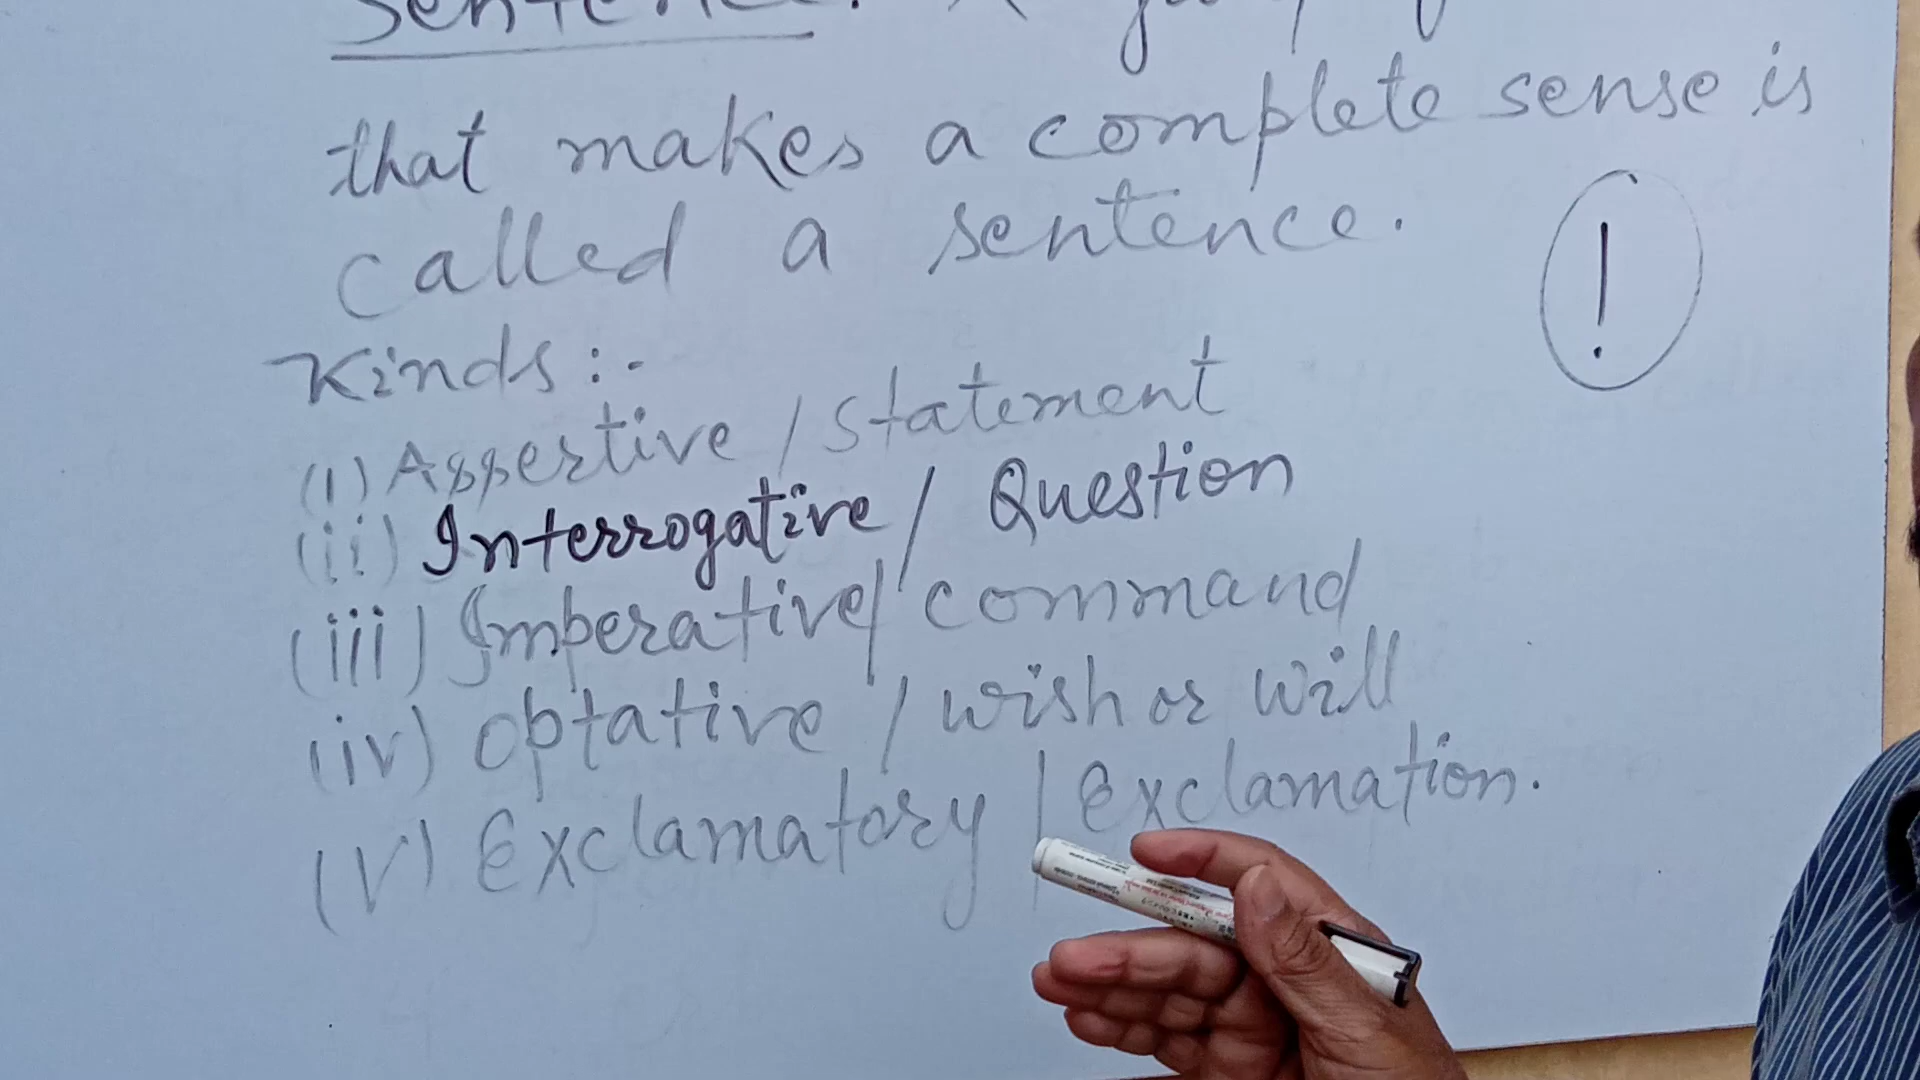 Sentence: A
that makes a complete sense is
called a sentence.
!
Kinds :-
(i) Assertive / Statement
(ii) Interrogative / Question
(iii) Imperative / command
(iv) optative / wish or will
(v) Exclamatory / Exclamation.